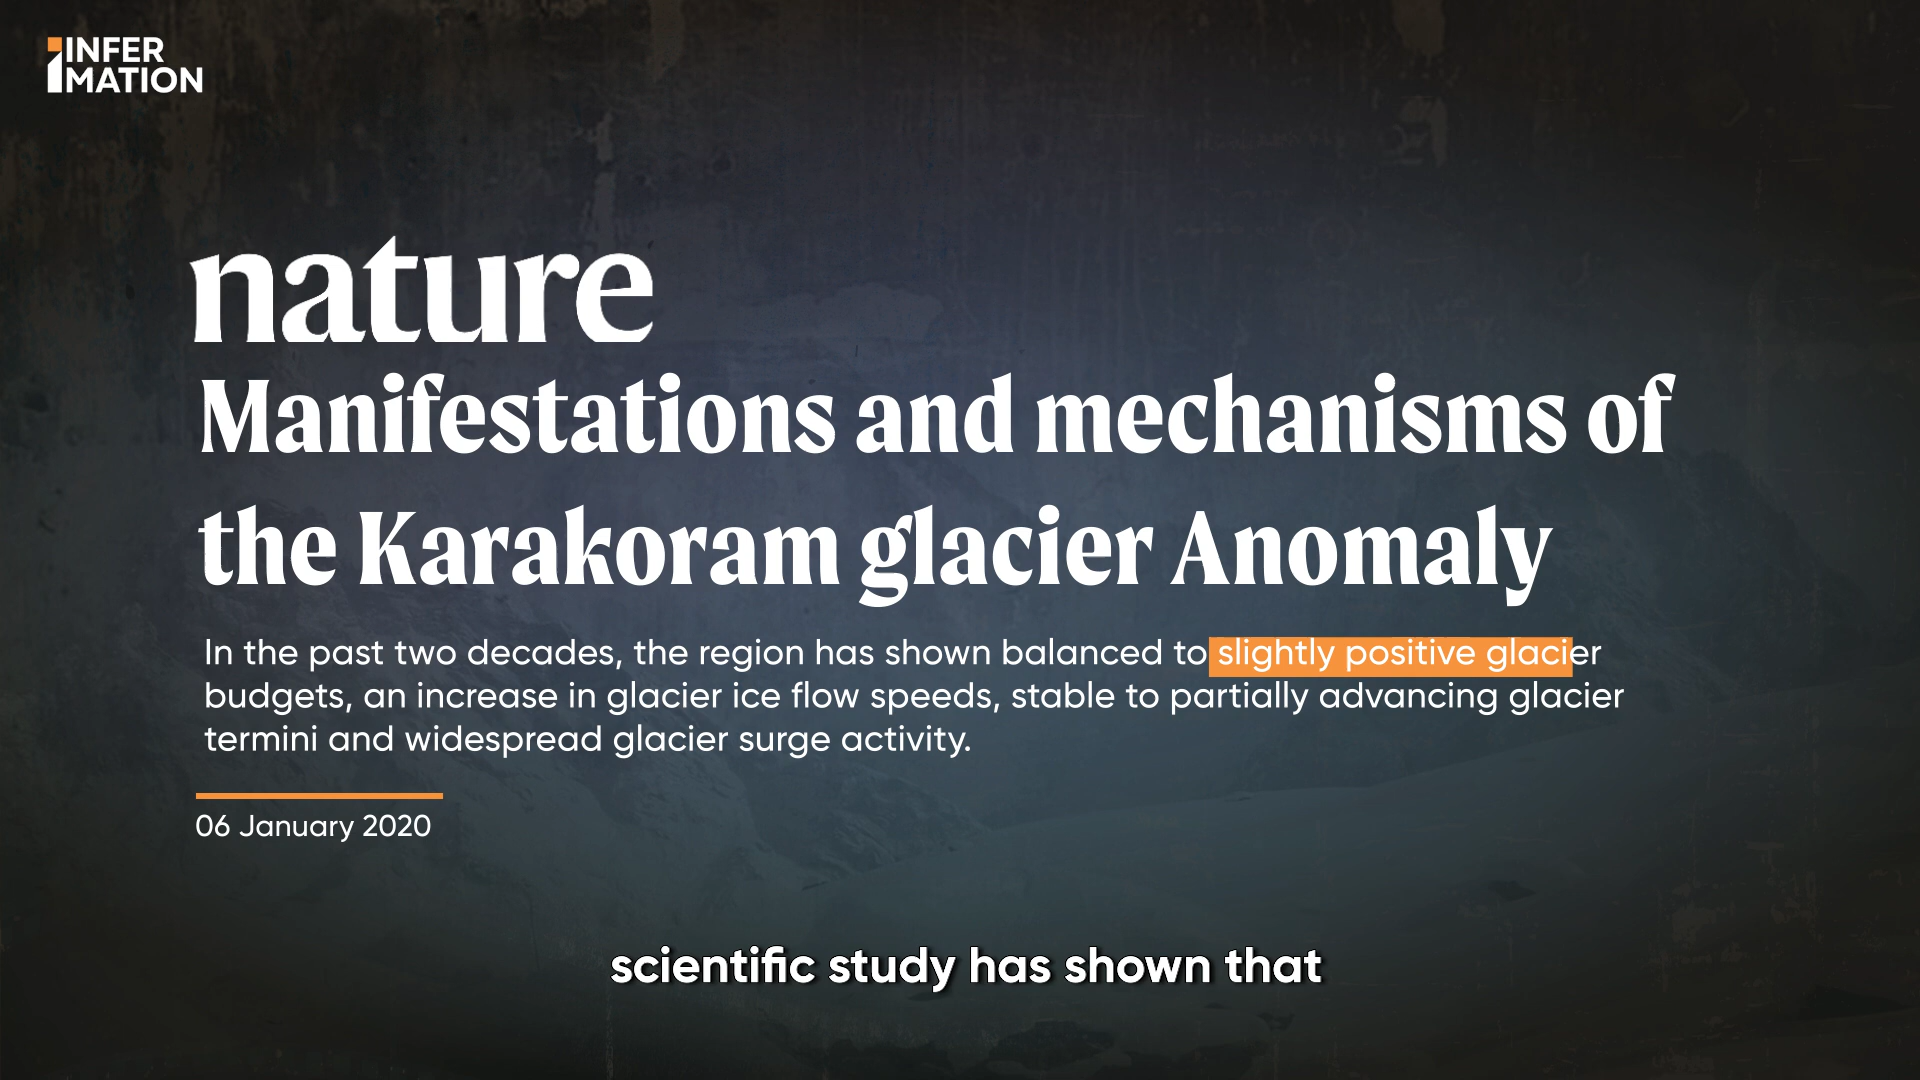 INFER
MATION
nature
Manifestations and mechanisms of
the Karakoram glacier Anomaly
In the past two decades, the region has shown balanced to slightly positive glacier
budgets, an increase in glacier ice flow speeds, stable to partially advancing glacier
termini and widespread glacier surge activity.
06 January 2020
scientific study has shown that